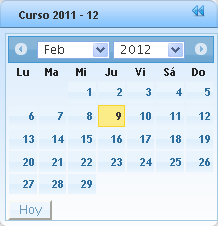 Curso 2011 - 12
Feb 2012
Lu Ma Mi Ju Vi Sá Do
1 2 3 4 5
6 7 8 9 10 11 12
13 14 15 16 17 18 19
20 21 22 23 24 25 26
27 28 29
Hoy